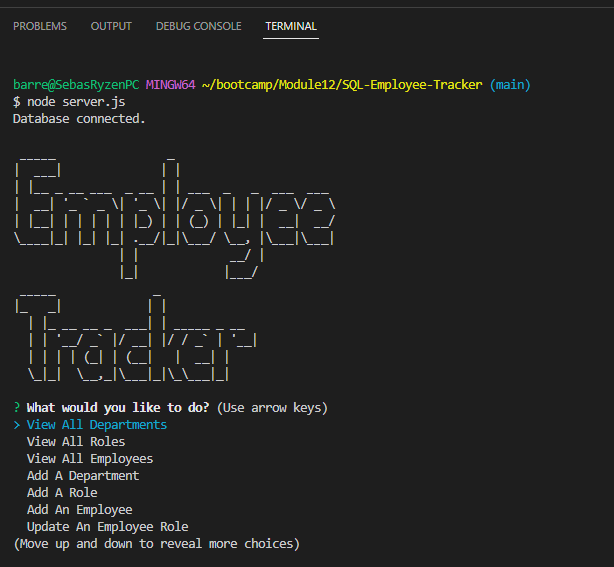 PROBLEMS OUTPUT DEBUG CONSOLE TERMINAL
barre@SebasRyzenPC MINGW64 ~/bootcamp/Module12/SQL-Employee-Tracker (main)
$ node server.js
Database connected.
Employee
Tracker
? What would you like to do? (Use arrow keys)
> View All Departments
View All Roles
View All Employees
Add A Department
Add A Role
Add An Employee
Update An Employee Role
(Move up and down to reveal more choices)